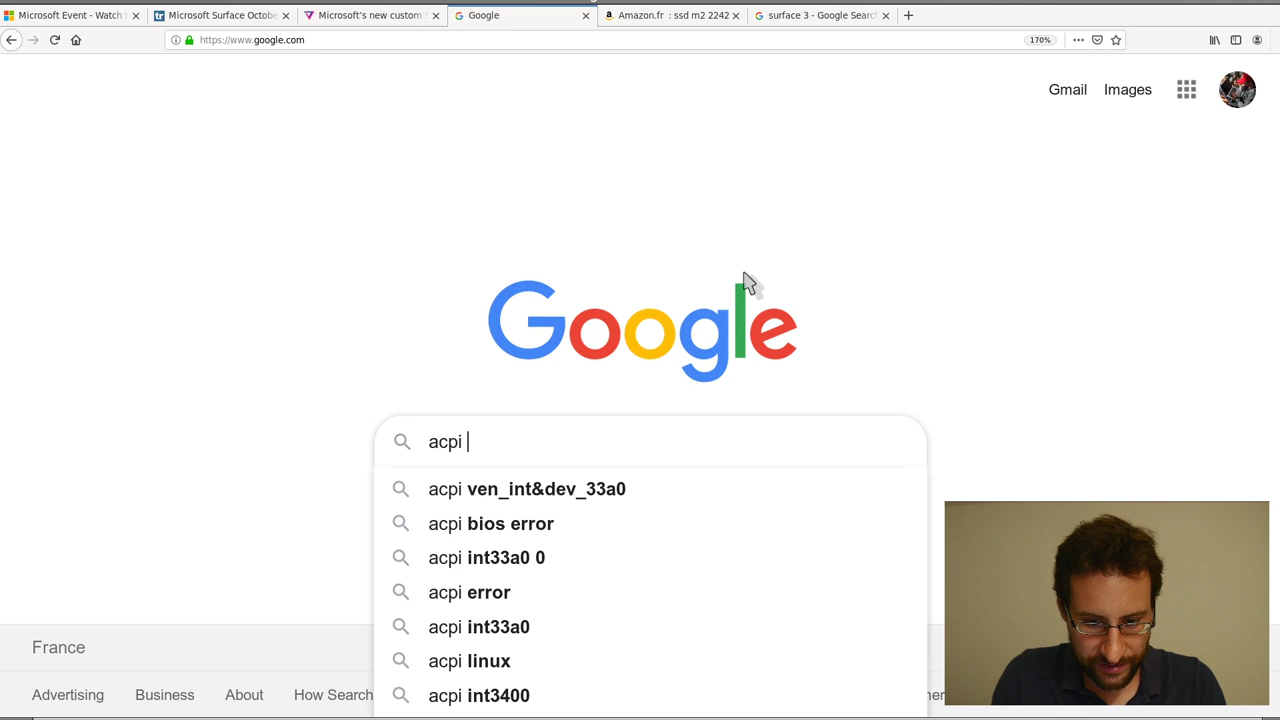 Microsoft Event - Watch
Microsoft Surface Octobe
Microsoft's new custom S
Google
Amazon.fr : ssd m2 2242
surface 3 - Google Search
https://www.google.com
170%
Gmail
Images
Google
acpi
acpi ven_int&dev_33a0
acpi bios error
acpi int33a0 0
acpi error
acpi int33a0
acpi linux
acpi int3400
France
Advertising
Business
About
How Search